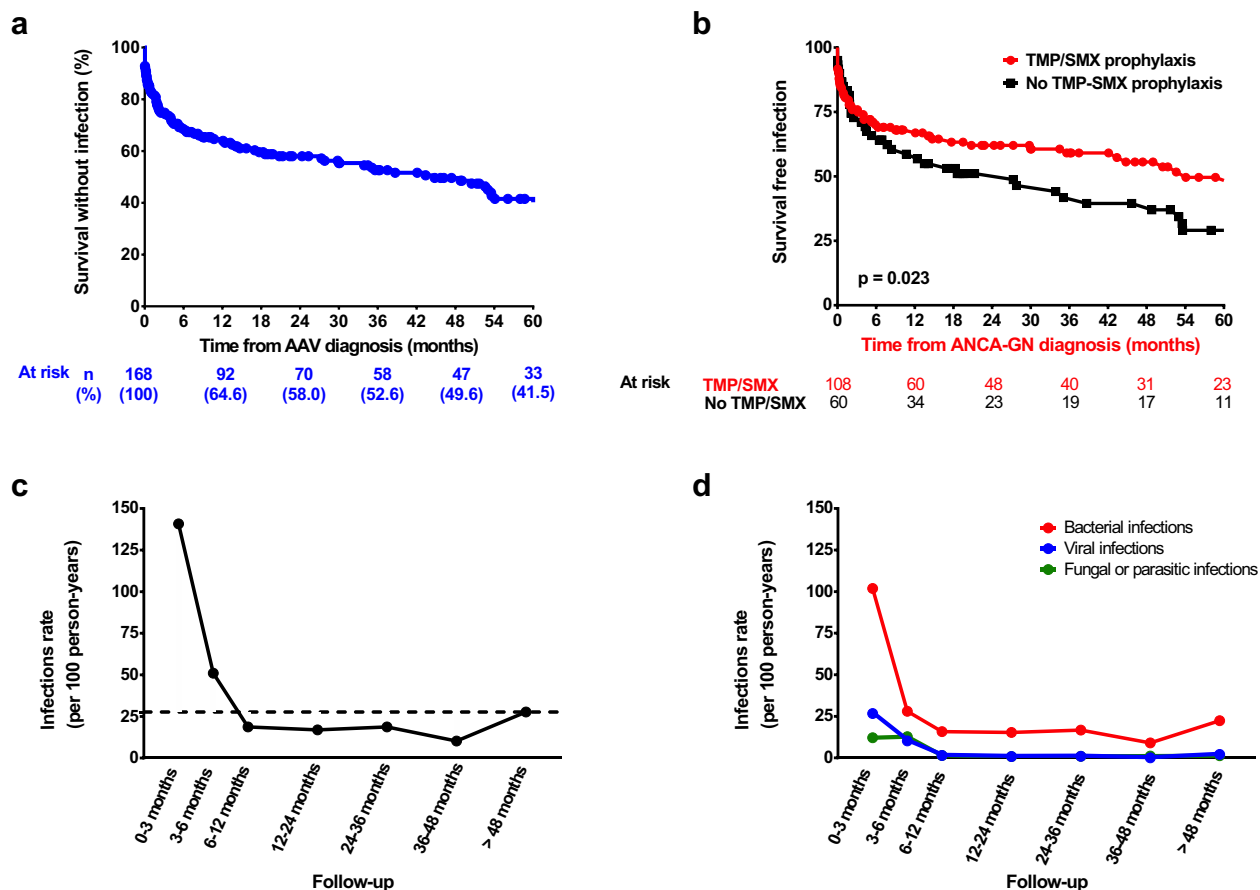 a
Survival without infection (%)
100
80
60
40
20
0
0 6 12 18 24 30 36 42 48 54 60
Time from AAV diagnosis (months)
At risk n 168 92 70 58 47 33
(%) (100) (64.6) (58.0) (52.6) (49.6) (41.5)
b
Survival free infection
100
75
50
25
0
TMP/SMX prophylaxis
No TMP-SMX prophylaxis
p = 0.023
0 6 12 18 24 30 36 42 48 54 60
Time from ANCA-GN diagnosis (months)
At risk TMP/SMX 108 60 48 40 31 23
No TMP/SMX 60 34 23 19 17 11
c
Infections rate
(per 100 person-years)
150
125
100
75
50
25
0
0-3 months
3-6 months
6-12 months
12-24 months
24-36 months
36-48 months
> 48 months
Follow-up
d
Infections rate
(per 100 person-years)
150
125
100
75
50
25
0
Bacterial infections
Viral infections
Fungal or parasitic infections
0-3 months
3-6 months
6-12 months
12-24 months
24-36 months
36-48 months
> 48 months
Follow-up